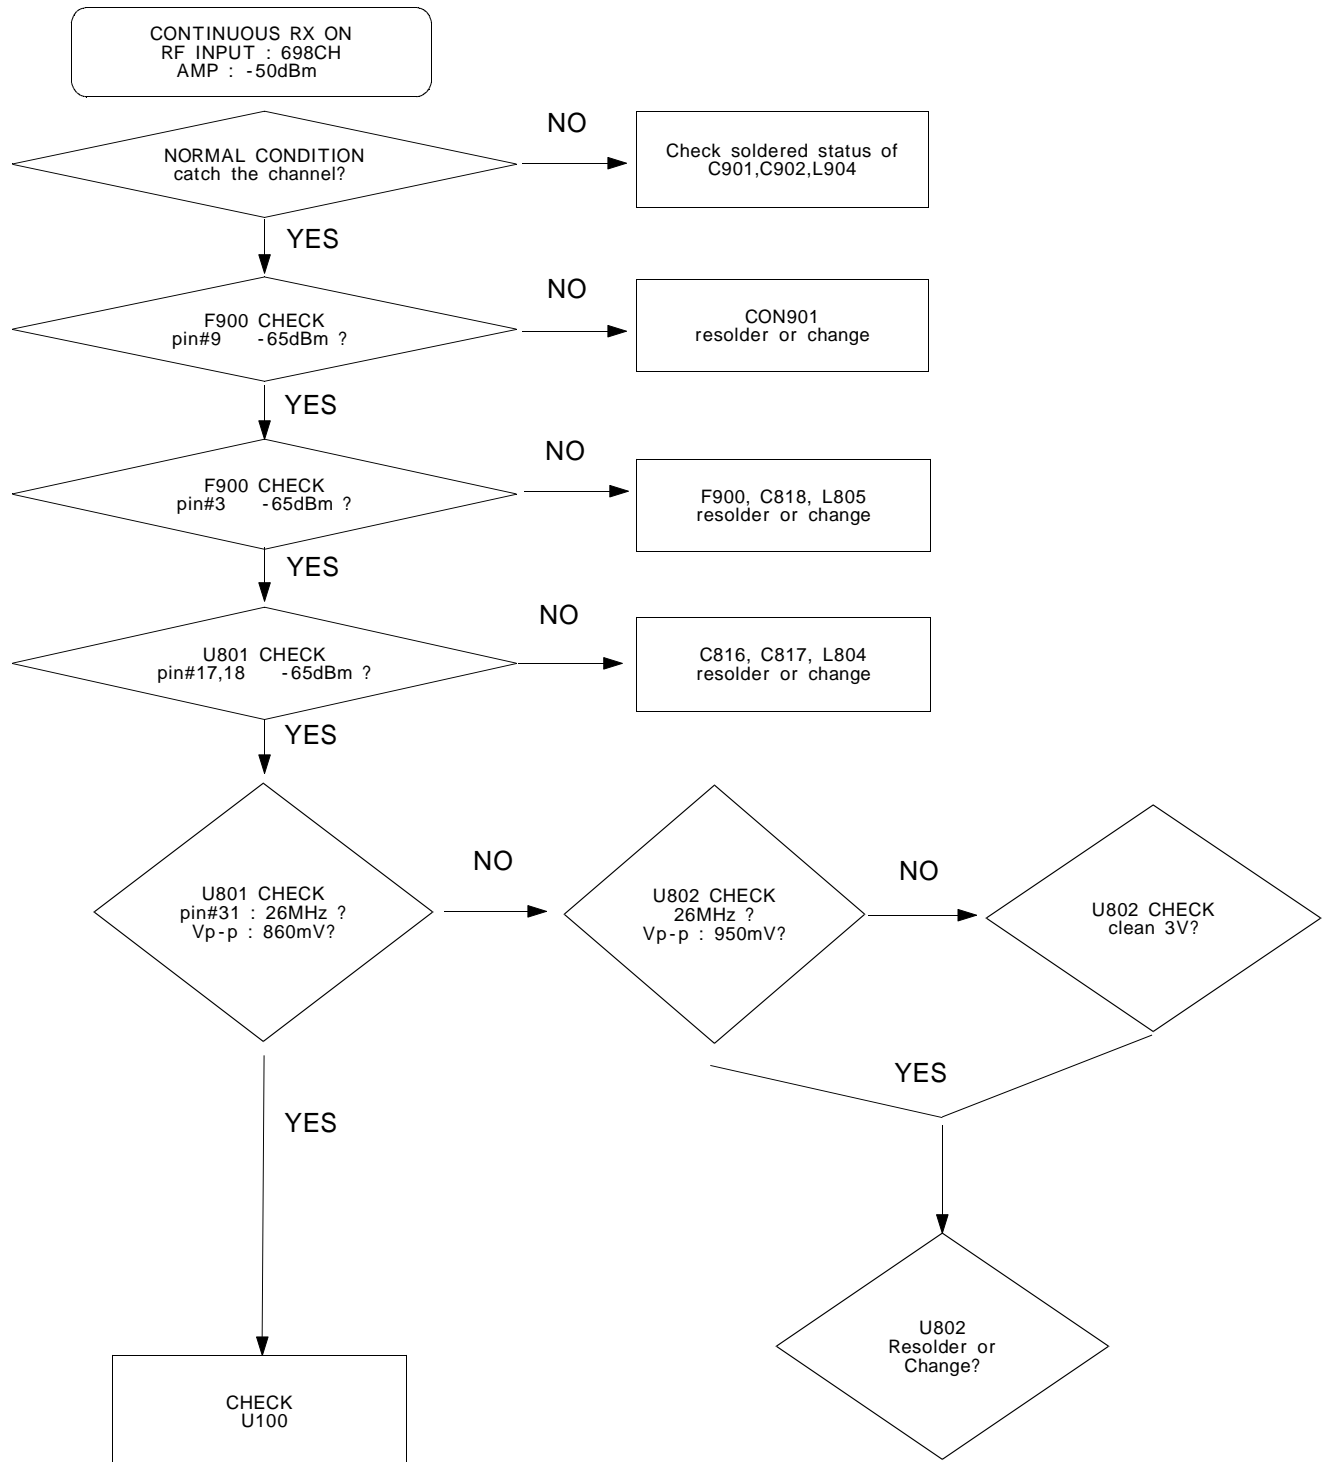 CONTINUOUS RX ON
RF INPUT : 698CH
AMP : -50dBm
NORMAL CONDITION
catch the channel?
NO
Check soldered status of
C901,C902,L904
YES
F900 CHECK
pin#9 -65dBm ?
NO
CON901
resolder or change
YES
F900 CHECK
pin#3 -65dBm ?
NO
F900, C818, L805
resolder or change
YES
U801 CHECK
pin#17,18 -65dBm ?
NO
C816, C817, L804
resolder or change
YES
U801 CHECK
pin#31 : 26MHz ?
Vp-p : 860mV?
NO
U802 CHECK
26MHz ?
Vp-p : 950mV?
NO
U802 CHECK
clean 3V?
YES
YES
U802
Resolder or
Change?
CHECK
U100